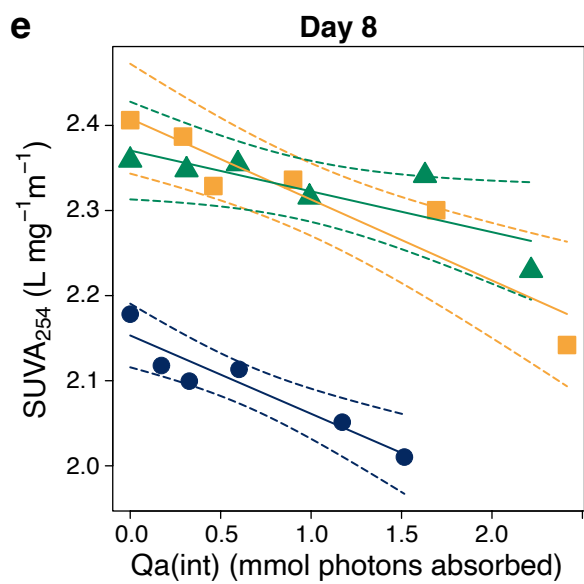 e
Day 8
SUVA₂₅₄ (L mg⁻¹m⁻¹)
2.4
2.3
2.2
2.1
2.0
0.0 0.5 1.0 1.5 2.0
Qa(int) (mmol photons absorbed)